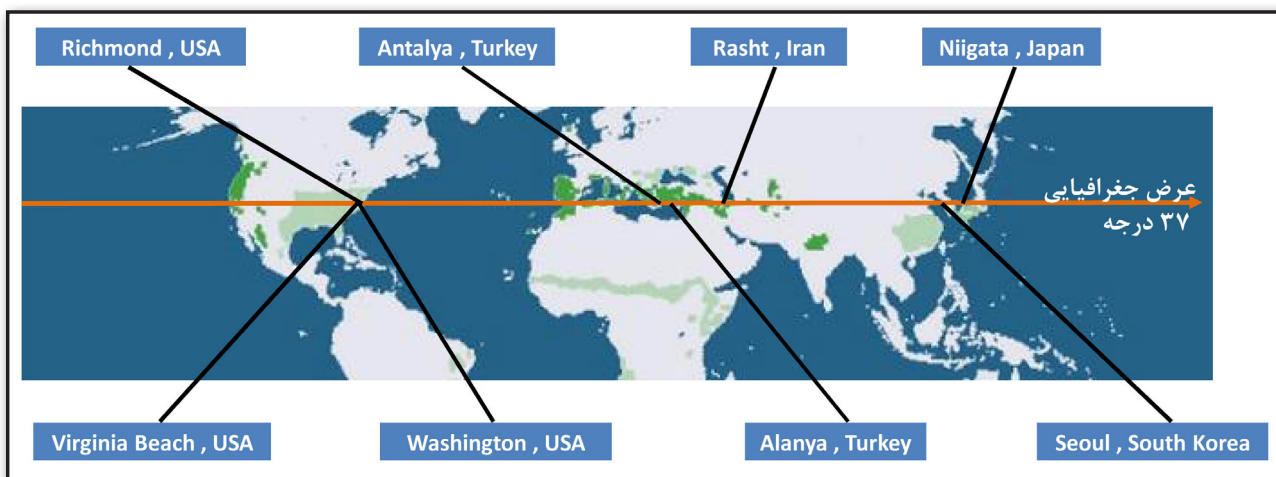 Richmond , USA
Antalya , Turkey
Rasht , Iran
Niigata , Japan
عرض جغرافیایی
۳۷ درجه
Virginia Beach , USA
Washington , USA
Alanya , Turkey
Seoul , South Korea